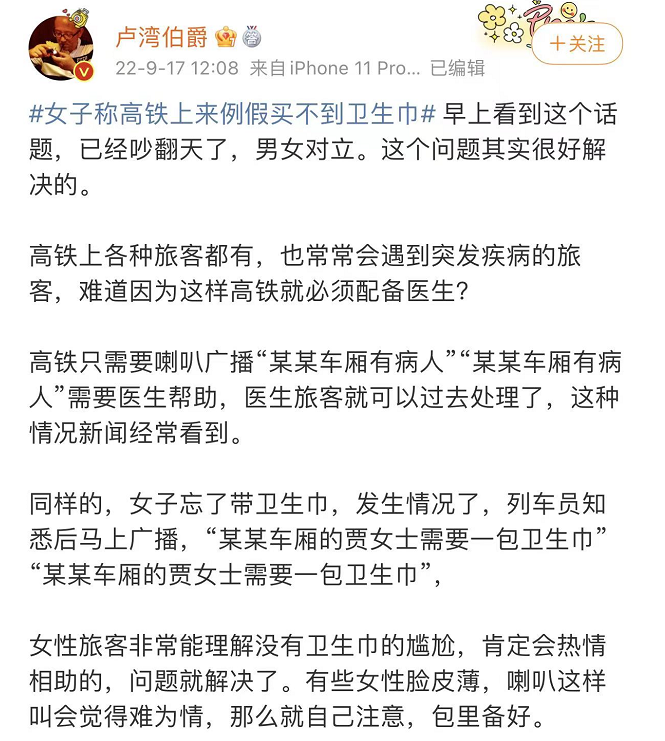 卢湾伯爵
22-9-17 12:08 来自iPhone 11 Pro... 已编辑
+关注
#女子称高铁上来例假买不到卫生巾# 早上看到这个话
题，已经吵翻天了，男女对立。这个问题其实很好解
决的。
高铁上各种旅客都有，也常常会遇到突发疾病的旅
客，难道因为这样高铁就必须配备医生？
高铁只需要喇叭广播“某某车厢有病人”“某某车厢有病
人”需要医生帮助，医生旅客就可以过去处理了，这种
情况新闻经常看到。
同样的，女子忘了带卫生巾，发生情况了，列车员知
悉后马上广播，“某某车厢的贾女士需要一包卫生巾”
“某某车厢的贾女士需要一包卫生巾”，
女性旅客非常能理解没有卫生巾的尴尬，肯定会热情
相助的，问题就解决了。有些女性脸皮薄，喇叭这样
叫会觉得难为情，那么就自己注意，包里备好。